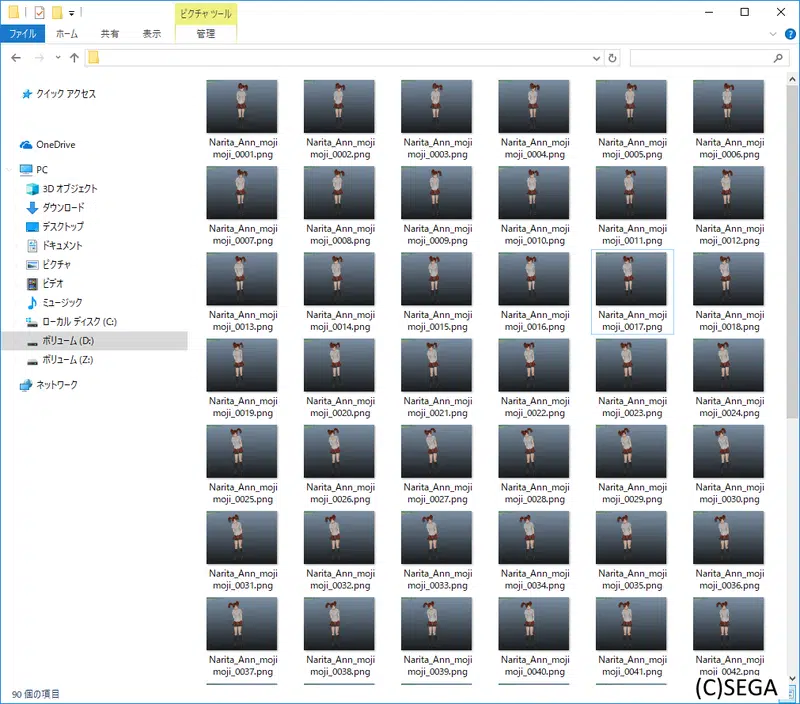 ピクチャ ツール
ファイル ホーム 共有 表示 管理
クイック アクセス
OneDrive
PC
3D オブジェクト
ダウンロード
デスクトップ
ドキュメント
ピクチャ
ビデオ
ミュージック
ローカル ディスク (C:)
ボリューム (D:)
ボリューム (Z:)
ネットワーク
Narita_Ann_moji Narita_Ann_moji Narita_Ann_moji Narita_Ann_moji Narita_Ann_moji Narita_Ann_moji
moji_0001.png moji_0002.png moji_0003.png moji_0004.png moji_0005.png moji_0006.png
Narita_Ann_moji Narita_Ann_moji Narita_Ann_moji Narita_Ann_moji Narita_Ann_moji Narita_Ann_moji
moji_0007.png moji_0008.png moji_0009.png moji_0010.png moji_0011.png moji_0012.png
Narita_Ann_moji Narita_Ann_moji Narita_Ann_moji Narita_Ann_moji Narita_Ann_moji Narita_Ann_moji
moji_0013.png moji_0014.png moji_0015.png moji_0016.png moji_0017.png moji_0018.png
Narita_Ann_moji Narita_Ann_moji Narita_Ann_moji Narita_Ann_moji Narita_Ann_moji Narita_Ann_moji
moji_0019.png moji_0020.png moji_0021.png moji_0022.png moji_0023.png moji_0024.png
Narita_Ann_moji Narita_Ann_moji Narita_Ann_moji Narita_Ann_moji Narita_Ann_moji Narita_Ann_moji
moji_0025.png moji_0026.png moji_0027.png moji_0028.png moji_0029.png moji_0030.png
Narita_Ann_moji Narita_Ann_moji Narita_Ann_moji Narita_Ann_moji Narita_Ann_moji Narita_Ann_moji
moji_0031.png moji_0032.png moji_0033.png moji_0034.png moji_0035.png moji_0036.png
Narita_Ann_moji Narita_Ann_moji Narita_Ann_moji Narita_Ann_moji Narita_Ann_moji Narita_Ann_moji
moji_0037.png moji_0038.png moji_0039.png moji_0040.png moji_0041.png moji_0042.png
90 個の項目
(C)SEGA